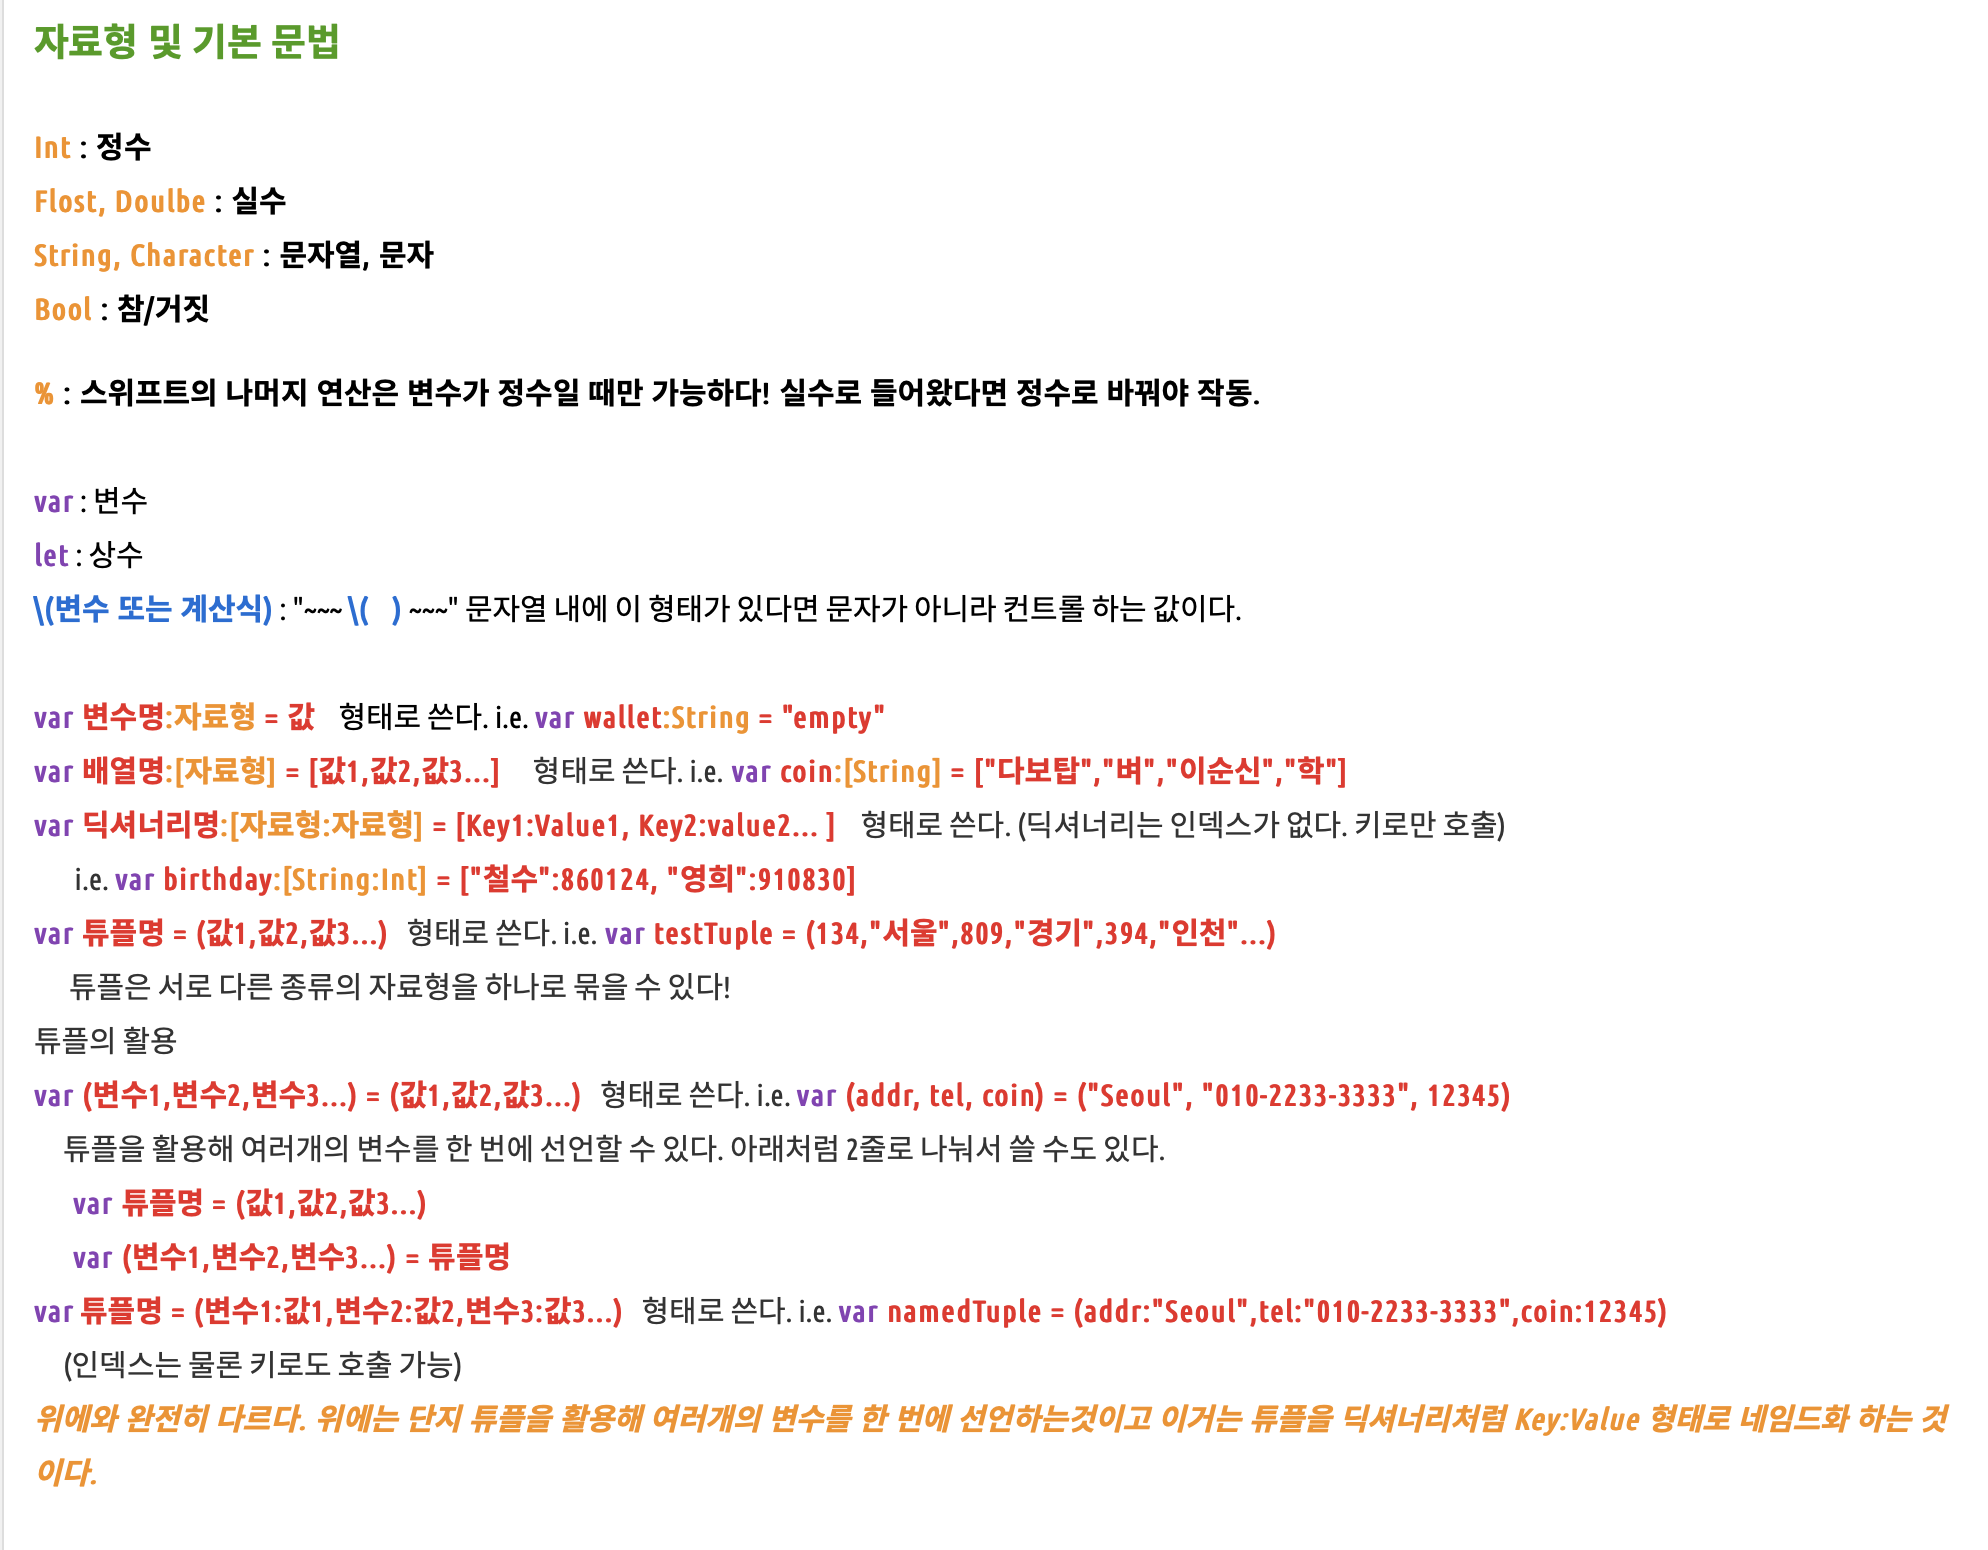 자료형 및 기본 문법
Int : 정수
Flost, Doulbe : 실수
String, Character : 문자열, 문자
Bool : 참/거짓
% : 스위프트의 나머지 연산은 변수가 정수일 때만 가능하다! 실수로 들어왔다면 정수로 바꿔야 작동.
var : 변수
let : 상수
\(변수 또는 계산식) : "~~~ \(   ) ~~~" 문자열 내에 이 형태가 있다면 문자가 아니라 컨트롤 하는 값이다.
var 변수명:자료형 = 값   형태로 쓴다. i.e. var wallet:String = "empty"
var 배열명:[자료형] = [값1,값2,값3...]    형태로 쓴다. i.e. var coin:[String] = ["다보탑","벼","이순신","학"]
var 딕셔너리명:[자료형:자료형] = [Key1:Value1, Key2:value2... ]   형태로 쓴다. (딕셔너리는 인덱스가 없다. 키로만 호출)
i.e. var birthday:[String:Int] = ["철수":860124, "영희":910830]
var 튜플명 = (값1,값2,값3...)  형태로 쓴다. i.e. var testTuple = (134,"서울",809,"경기",394,"인천"...)
튜플은 서로 다른 종류의 자료형을 하나로 묶을 수 있다!
튜플의 활용
var (변수1,변수2,변수3...) = (값1,값2,값3...)  형태로 쓴다. i.e. var (addr, tel, coin) = ("Seoul", "010-2233-3333", 12345)
튜플을 활용해 여러개의 변수를 한 번에 선언할 수 있다. 아래처럼 2줄로 나눠서 쓸 수도 있다.
var 튜플명 = (값1,값2,값3...)
var (변수1,변수2,변수3...) = 튜플명
var 튜플명 = (변수1:값1,변수2:값2,변수3:값3...)  형태로 쓴다. i.e. var namedTuple = (addr:"Seoul",tel:"010-2233-3333",coin:12345)
(인덱스는 물론 키로도 호출 가능)
위에와 완전히 다르다. 위에는 단지 튜플을 활용해 여러개의 변수를 한 번에 선언하는것이고 이거는 튜플을 딕셔너리처럼 Key:Value 형태로 네임드화 하는 것
이다.